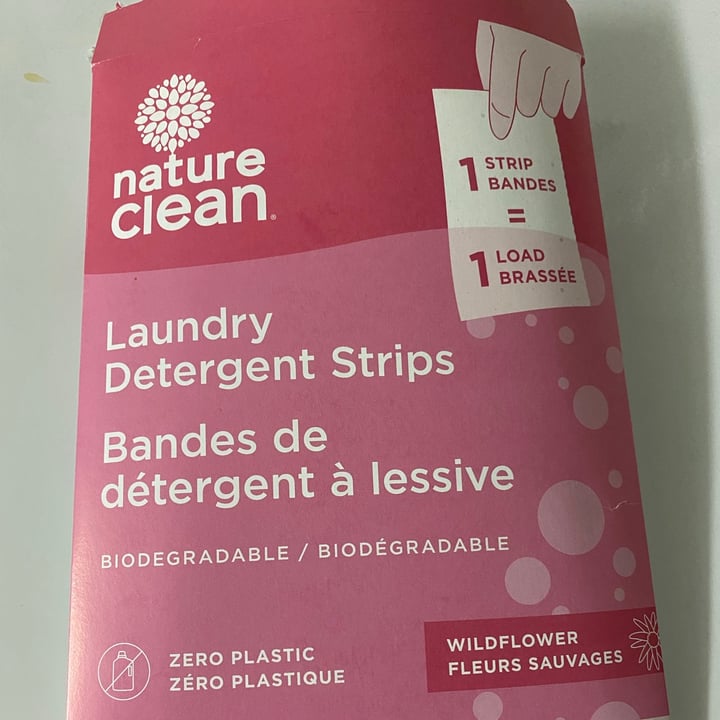 nature
clean®
1 STRIP
BANDES
=
1 LOAD
BRASSÉE
Laundry
Detergent Strips
Bandes de
détergent à lessive
BIODEGRADABLE / BIODÉGRADABLE
ZERO PLASTIC
ZÉRO PLASTIQUE
WILDFLOWER
FLEURS SAUVAGES